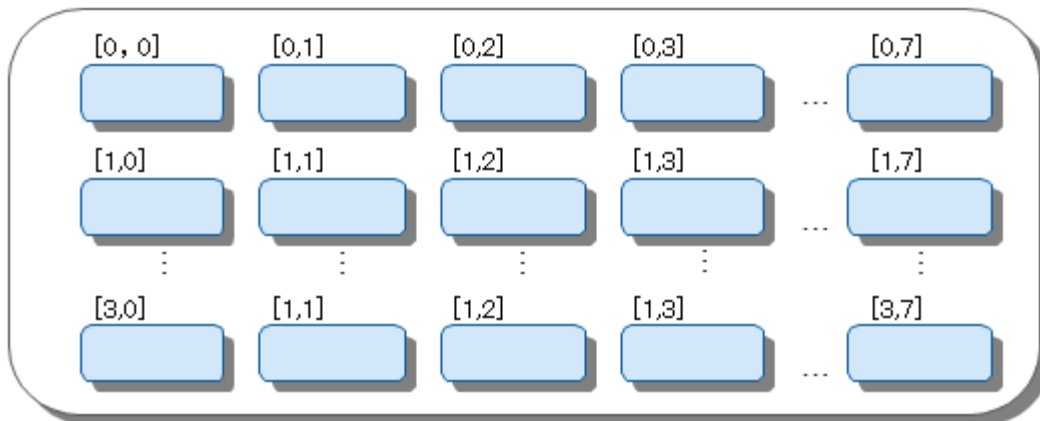 [0, 0] [0,1] [0,2] [0,3] [0,7]
...
[1,0] [1,1] [1,2] [1,3] [1,7]
...
[3,0] [1,1] [1,2] [1,3] [3,7]
...